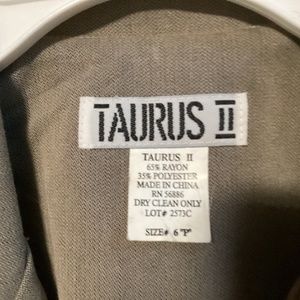 TAURUS II
TAURUS II
65% RAYON
35% POLYESTER
MADE IN CHINA
RN 56886
DRY CLEAN ONLY
LOT# 2573C
SIZE# 6 "P"